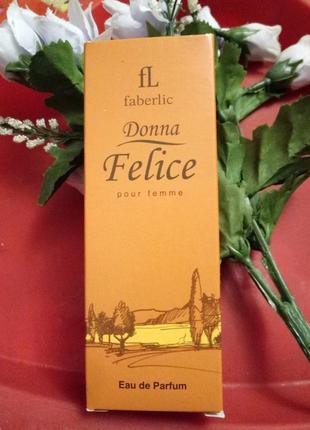 fL
faberlic
Donna
Felice
pour femme
Eau de Parfum